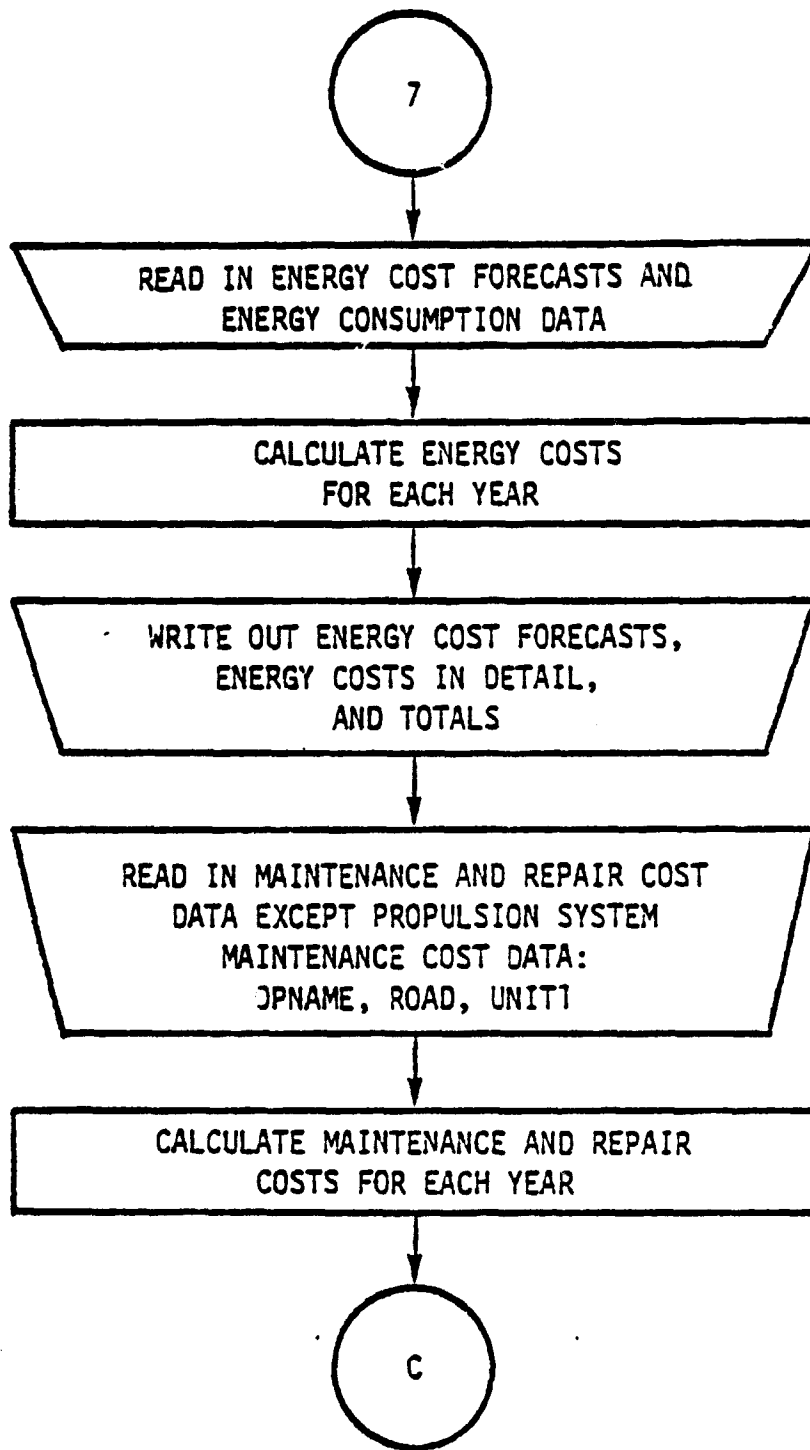 7
READ IN ENERGY COST FORECASTS AND
ENERGY CONSUMPTION DATA
CALCULATE ENERGY COSTS
FOR EACH YEAR
WRITE OUT ENERGY COST FORECASTS,
ENERGY COSTS IN DETAIL,
AND TOTALS
READ IN MAINTENANCE AND REPAIR COST
DATA EXCEPT PROPULSION SYSTEM
MAINTENANCE COST DATA:
ROAD,
CALCULATE MAINTENANCE AND REPAIR
COSTS FOR EACH YEAR
C